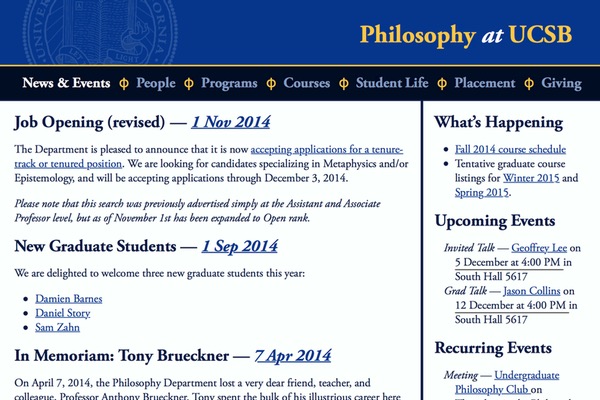 Philosophy at UCSB
News & Events Φ People Φ Programs Φ Courses Φ Student Life Φ Placement Φ Giving
Job Opening (revised) — 1 Nov 2014
The Department is pleased to announce that it is now accepting applications for a tenure-
track or tenured position. We are looking for candidates specializing in Metaphysics and/or
Epistemology, and will be accepting applications through December 3, 2014.
Please note that this search was previously advertised simply at the Assistant and Associate
Professor level, but as of November 1st has been expanded to Open rank.
New Graduate Students — 1 Sep 2014
We are delighted to welcome three new graduate students this year:
• Damien Barnes
• Daniel Story
• Sam Zahn
In Memoriam: Tony Brueckner — 7 Apr 2014
On April 7, 2014, the Philosophy Department lost a very dear friend, teacher, and
colleague, Professor Anthony Brueckner. Tony spent the bulk of his illustrious career here
What's Happening
• Fall 2014 course schedule
• Tentative graduate course
listings for Winter 2015 and
Spring 2015.
Upcoming Events
Invited Talk — Geoffrey Lee on
5 December at 4:00 PM in
South Hall 5617
Grad Talk — Jason Collins on
12 December at 4:00 PM in
South Hall 5617
Recurring Events
Meeting — Undergraduate
Philosophy Club on